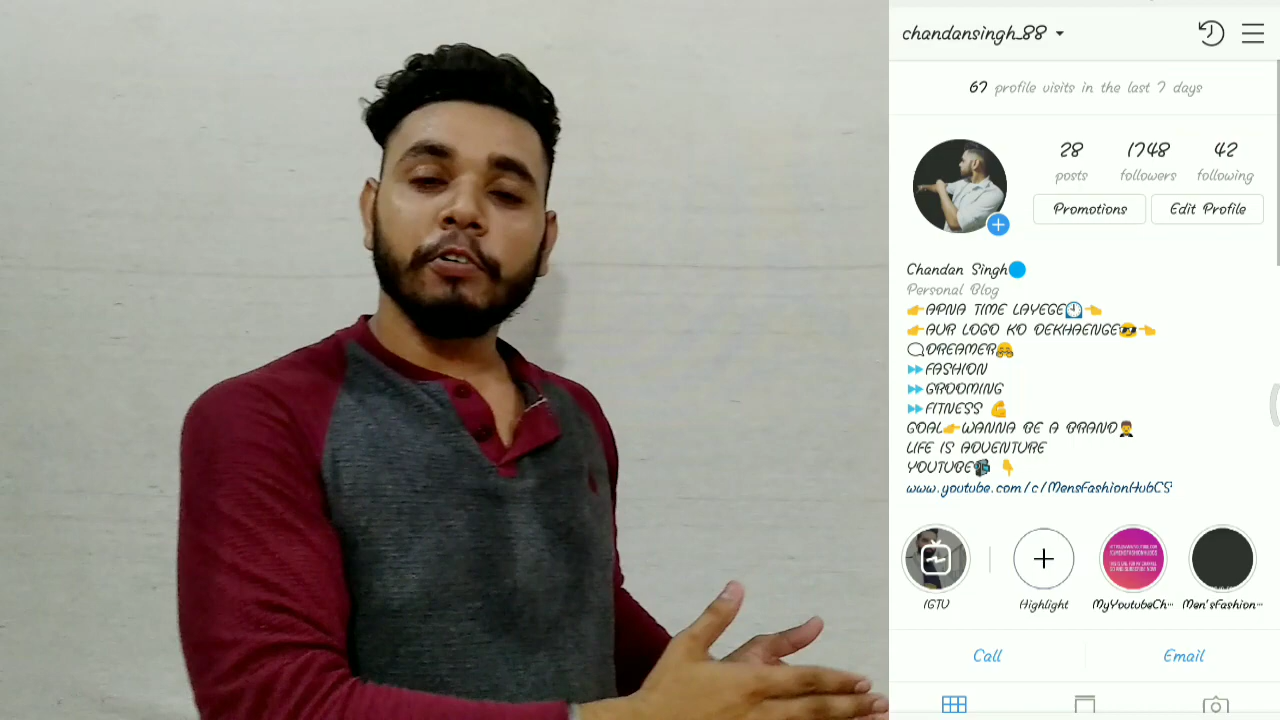 chandansingh_88
67 profile visits in the last 7 days
28 1748 42
posts followers following
Promotions Edit Profile
Chandan Singh
Personal Blog
👉APNA TIME LAYEGE🕙👈
👉AUR LOGO KO DEKHAENGE😎👈
🗨DREAMER🤗
⏩FASHION
⏩GROOMING
⏩FITNESS 💪
GOAL👉WANNA BE A BRAND👨‍💼
LIFE IS ADVENTURE
YOUTUBE📹 👇
www.youtube.com/c/MensFashionHubCS
IGTV Highlight MyYoutubeCh... Men'sFashion...
Call Email